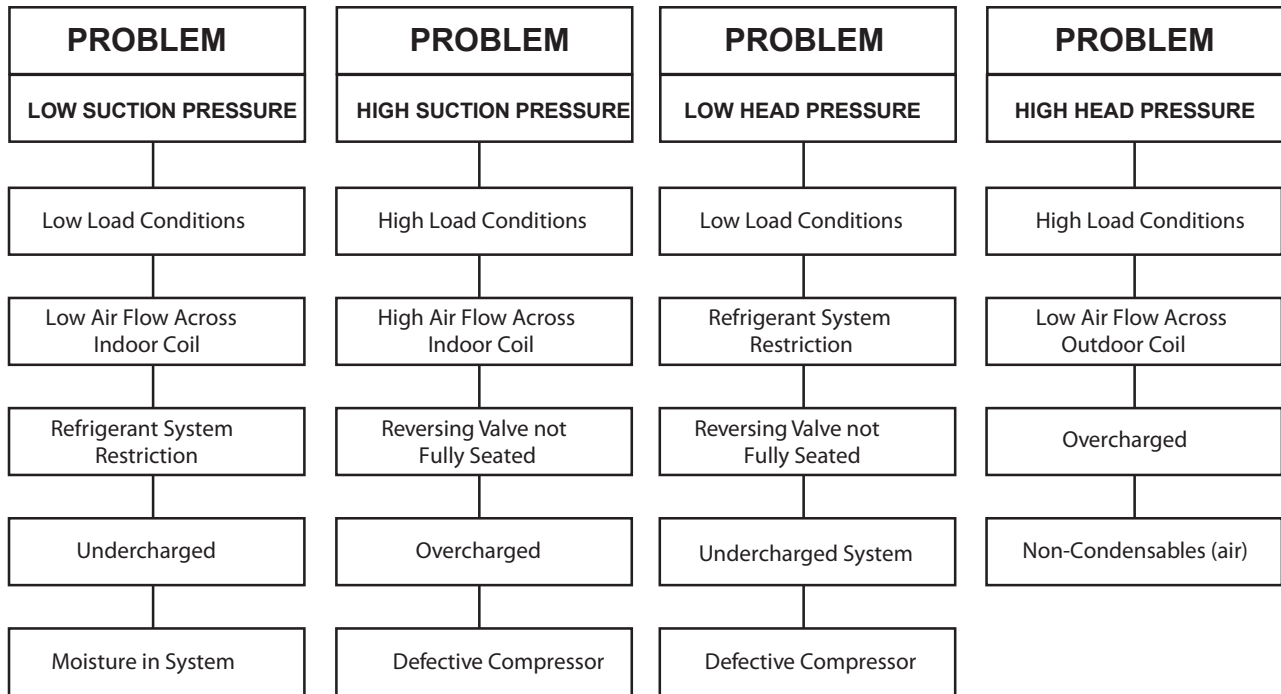 PROBLEM
LOW SUCTION PRESSURE
Low Load Conditions
Low Air Flow Across
Indoor Coil
Refrigerant System
Restriction
Undercharged
Moisture in System
PROBLEM
HIGH SUCTION PRESSURE
High Load Conditions
High Air Flow Across
Indoor Coil
Reversing Valve not
Fully Seated
Overcharged
Defective Compressor
PROBLEM
LOW HEAD PRESSURE
Low Load Conditions
Refrigerant System
Restriction
Reversing Valve not
Fully Seated
Undercharged System
Defective Compressor
PROBLEM
HIGH HEAD PRESSURE
High Load Conditions
Low Air Flow Across
Outdoor Coil
Overcharged
Non-Condensables (air)